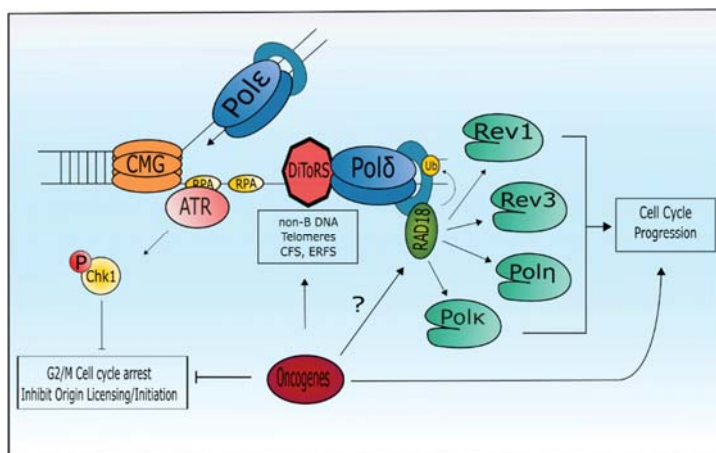 Polε
CMG
RPA
RPA
ATR
DiToRS
Polδ
Ub
RAD18
Rev1
Rev3
Polη
Polκ
non-B DNA
Telomeres
CFS, ERFS
Cell Cycle
Progression
P
Chk1
?
G2/M Cell cycle arrest
Inhibit Origin Licensing/Initiation
Oncogenes